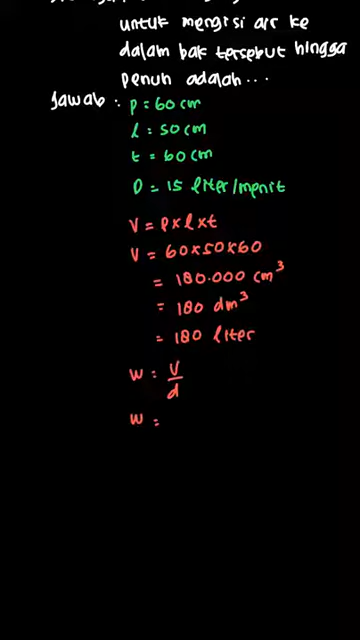 untuk mengisi air ke
dalam bak tersebut hingga
penuh adalah...
Jawab : p = 60 cm
l = 50 cm
t = 60 cm
D = 15 liter/menit
V = p x l x t
V = 60 x 50 x 60
= 180.000 cm³
= 180 dm³
= 180 liter
W = V/d
W =